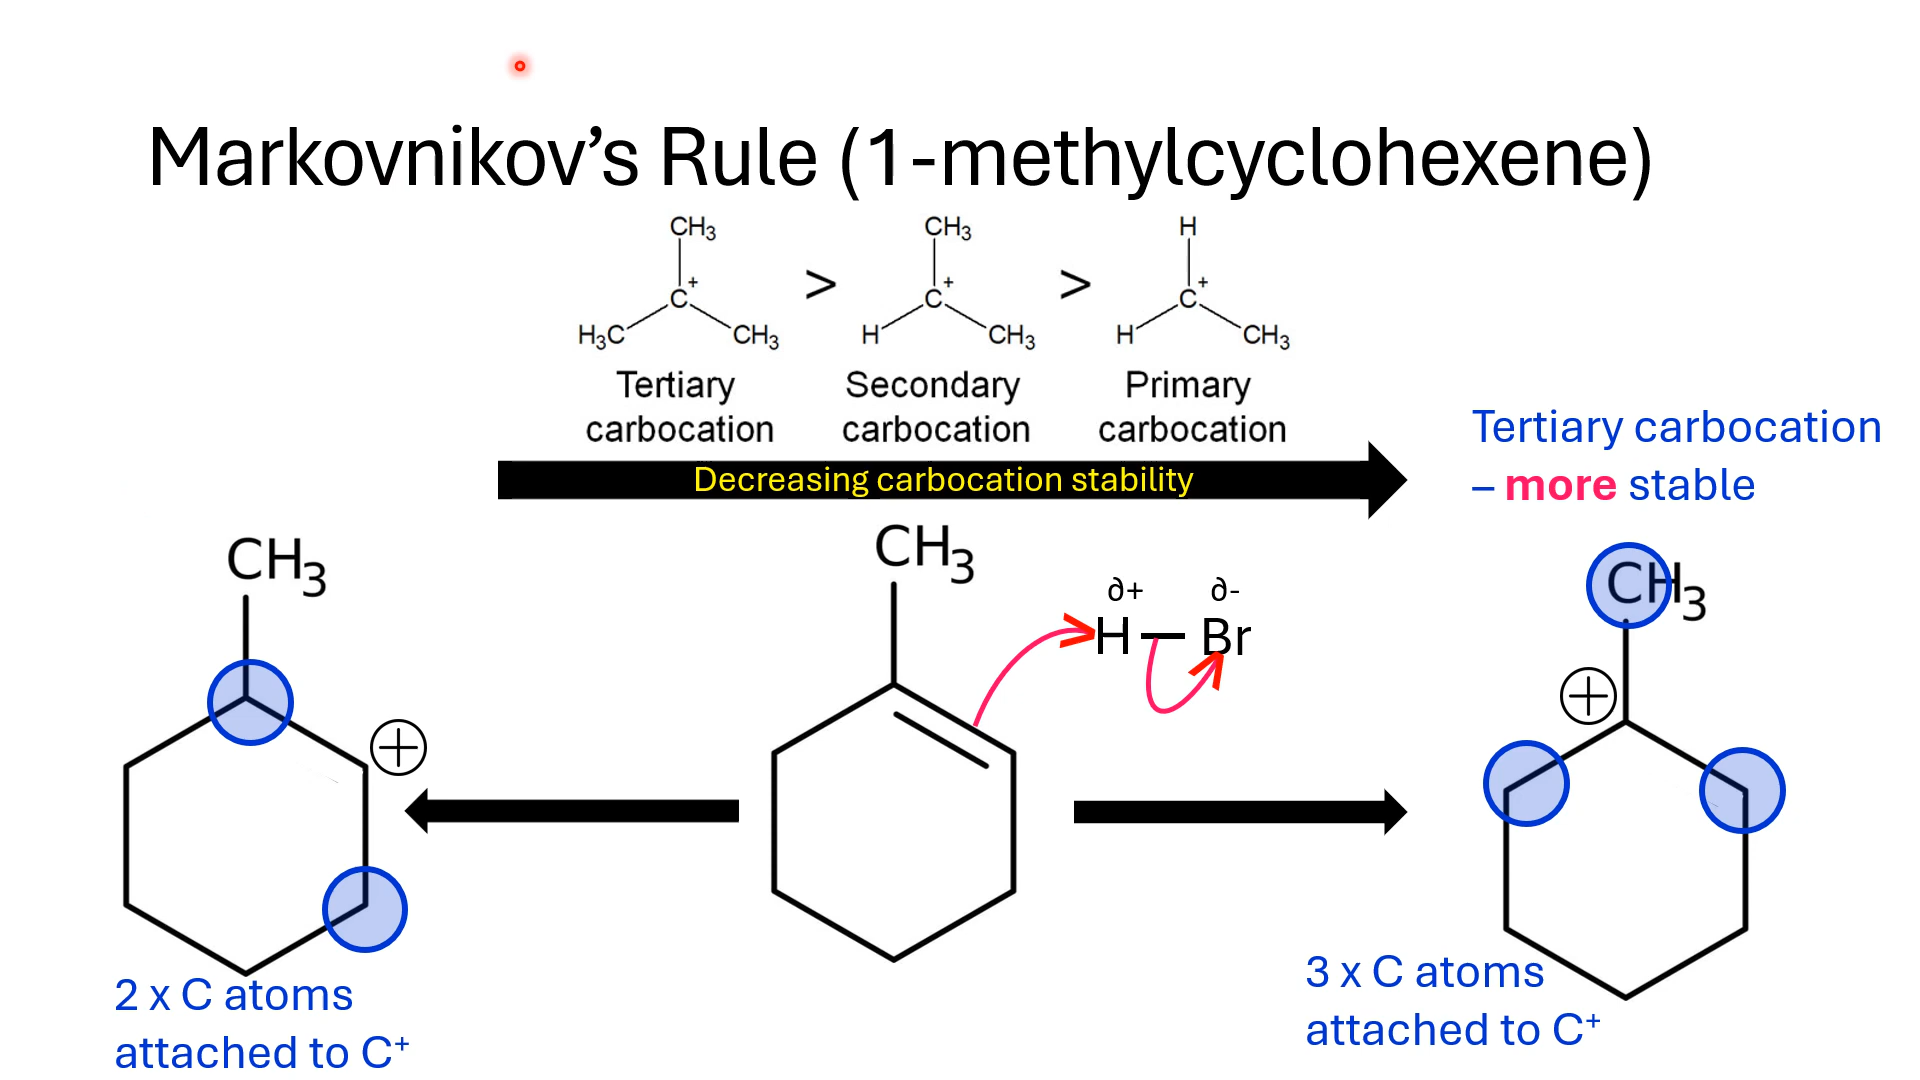 Markovnikov’s Rule (1-methylcyclohexene)
CH3 CH3 H
> >
C+ C+ C+
H3C CH3 H CH3 H CH3
Tertiary Secondary Primary
carbocation carbocation carbocation
Decreasing carbocation stability
Tertiary carbocation
– more stable
CH3
CH3
∂+ ∂-
H — Br
CH3
+
+
2 x C atoms
attached to C+
3 x C atoms
attached to C+